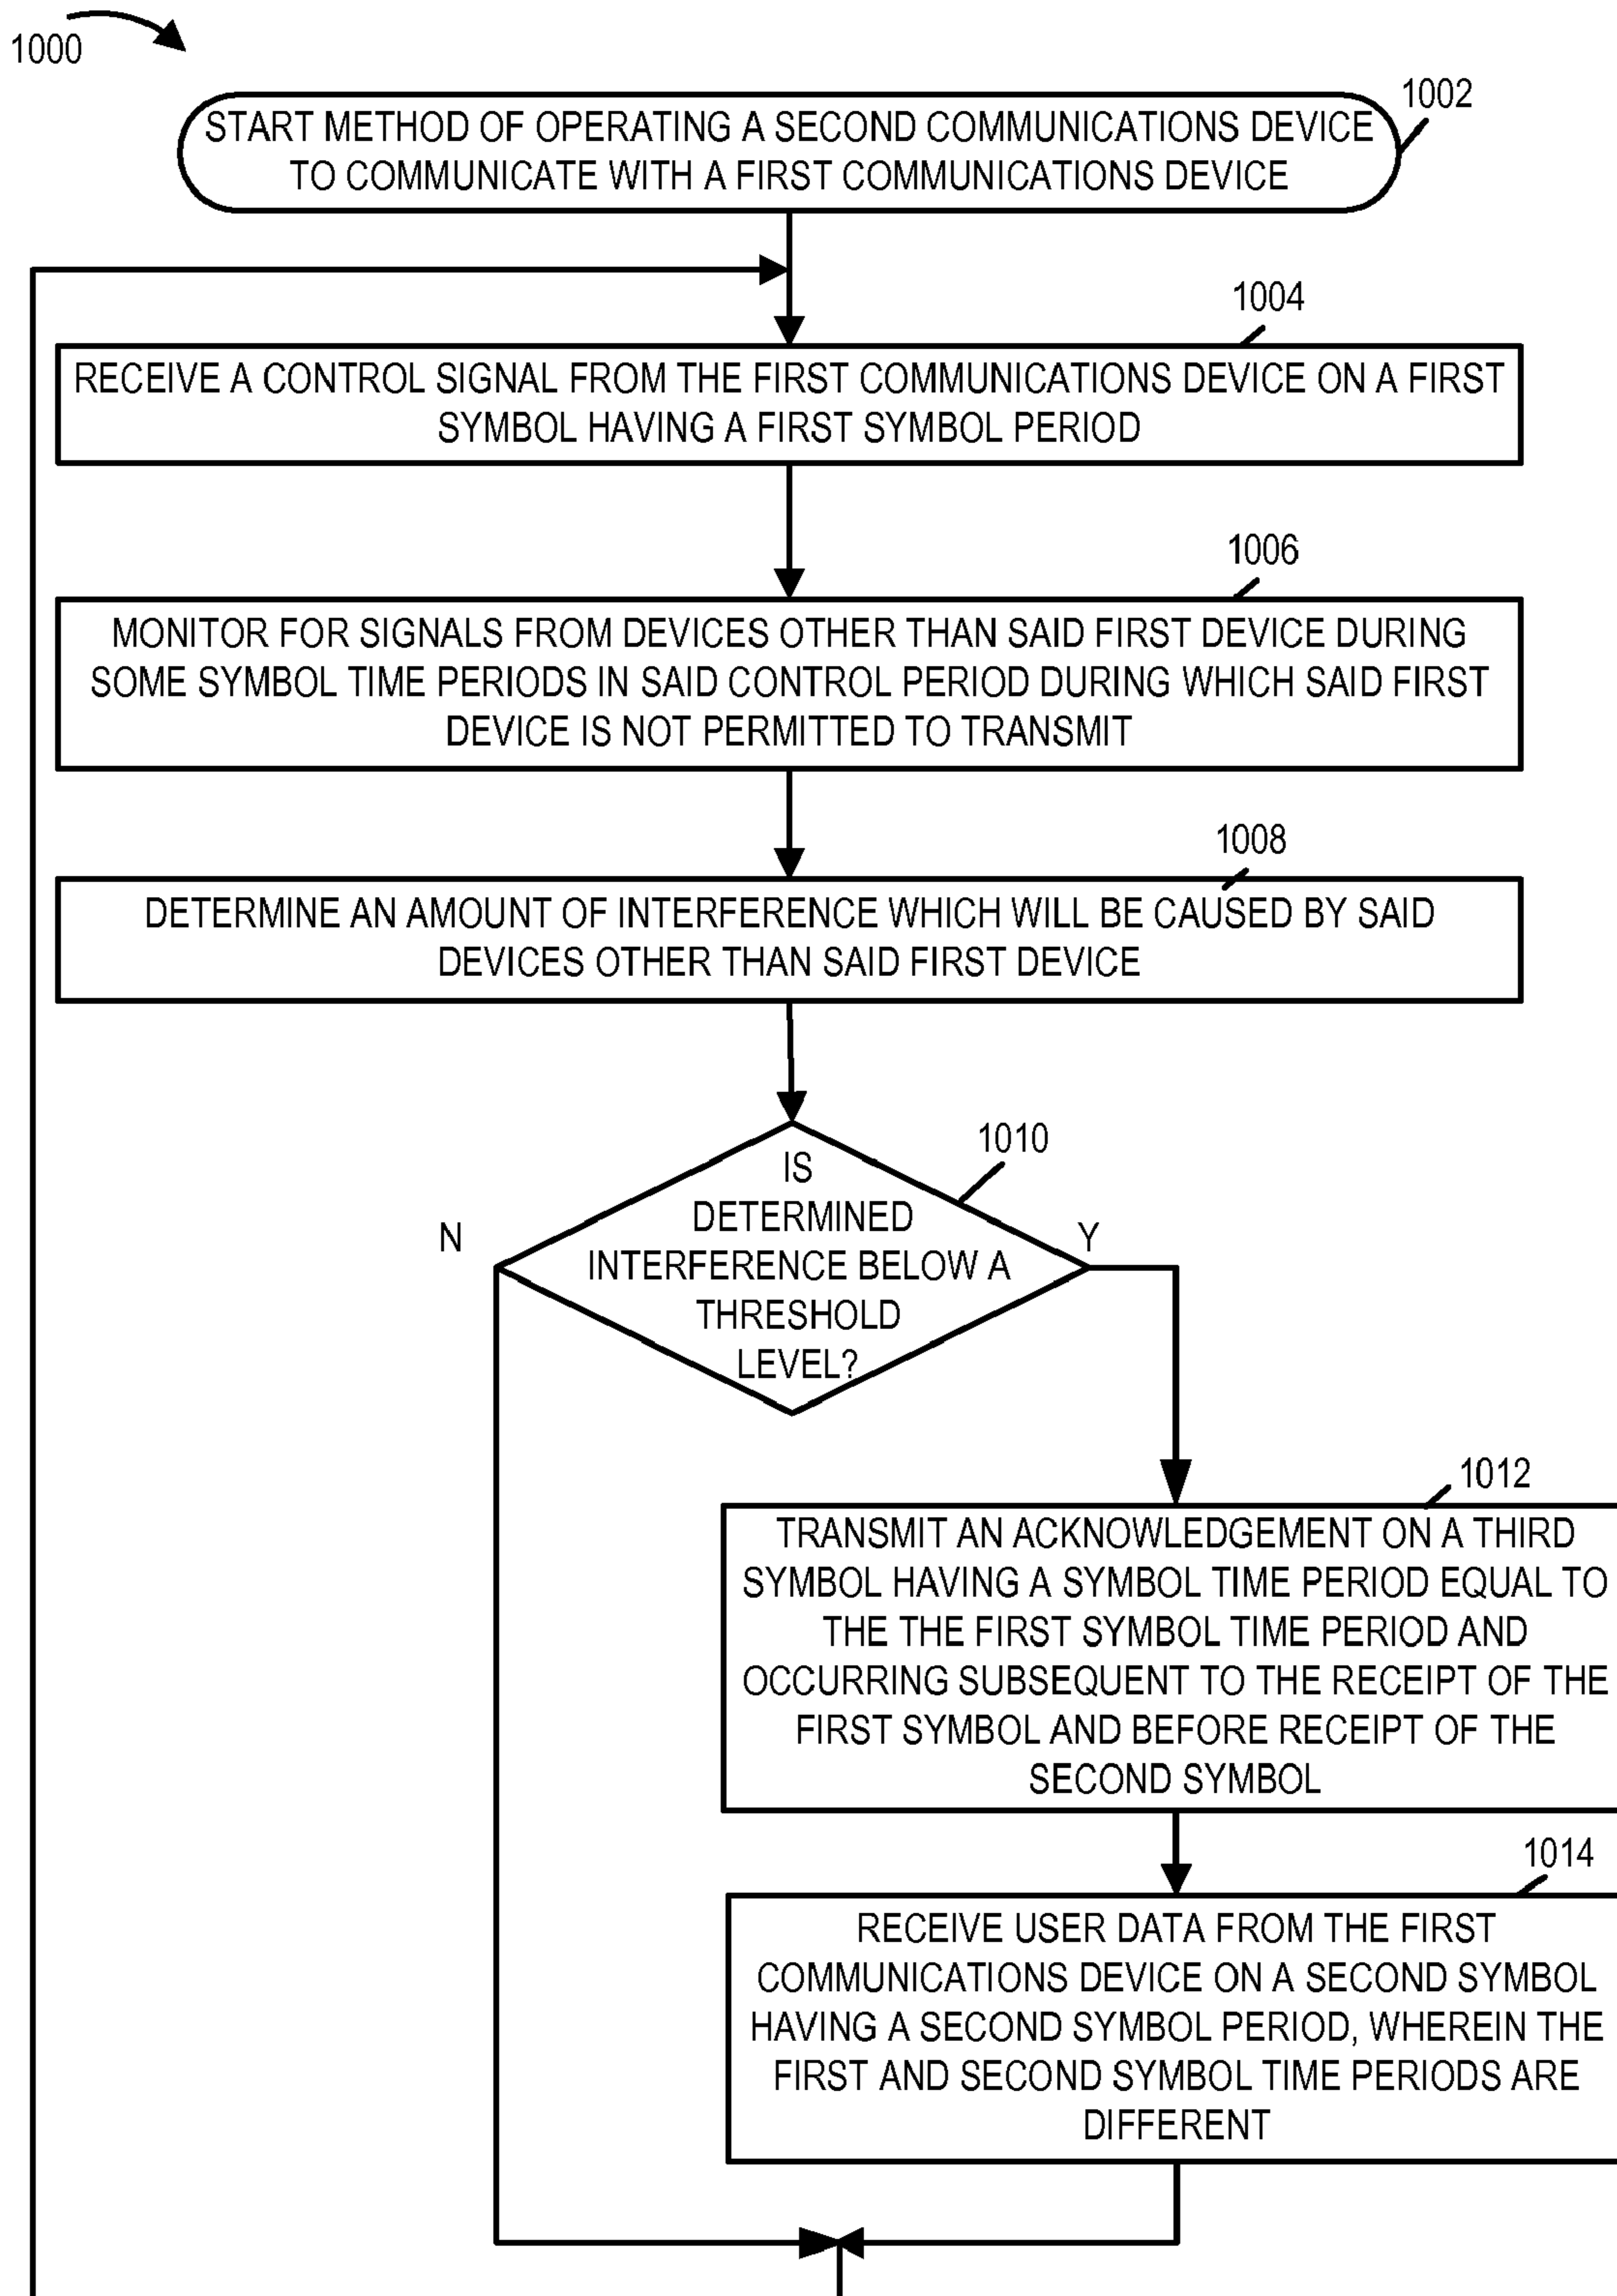 1000
1002
START METHOD OF OPERATING A SECOND COMMUNICATIONS DEVICE
TO COMMUNICATE WITH A FIRST COMMUNICATIONS DEVICE
1004
RECEIVE A CONTROL SIGNAL FROM THE FIRST COMMUNICATIONS DEVICE ON A FIRST
SYMBOL HAVING A FIRST SYMBOL PERIOD
1006
MONITOR FOR SIGNALS FROM DEVICES OTHER THAN SAID FIRST DEVICE DURING
SOME SYMBOL TIME PERIODS IN SAID CONTROL PERIOD DURING WHICH SAID FIRST
DEVICE IS NOT PERMITTED TO TRANSMIT
1008
DETERMINE AN AMOUNT OF INTERFERENCE WHICH WILL BE CAUSED BY SAID
DEVICES OTHER THAN SAID FIRST DEVICE
1010
IS
DETERMINED
INTERFERENCE BELOW A
THRESHOLD
LEVEL?
N
Y
1012
TRANSMIT AN ACKNOWLEDGEMENT ON A THIRD
SYMBOL HAVING A SYMBOL TIME PERIOD EQUAL TO
THE THE FIRST SYMBOL TIME PERIOD AND
OCCURRING SUBSEQUENT TO THE RECEIPT OF THE
FIRST SYMBOL AND BEFORE RECEIPT OF THE
SECOND SYMBOL
1014
RECEIVE USER DATA FROM THE FIRST
COMMUNICATIONS DEVICE ON A SECOND SYMBOL
HAVING A SECOND SYMBOL PERIOD, WHEREIN THE
FIRST AND SECOND SYMBOL TIME PERIODS ARE
DIFFERENT